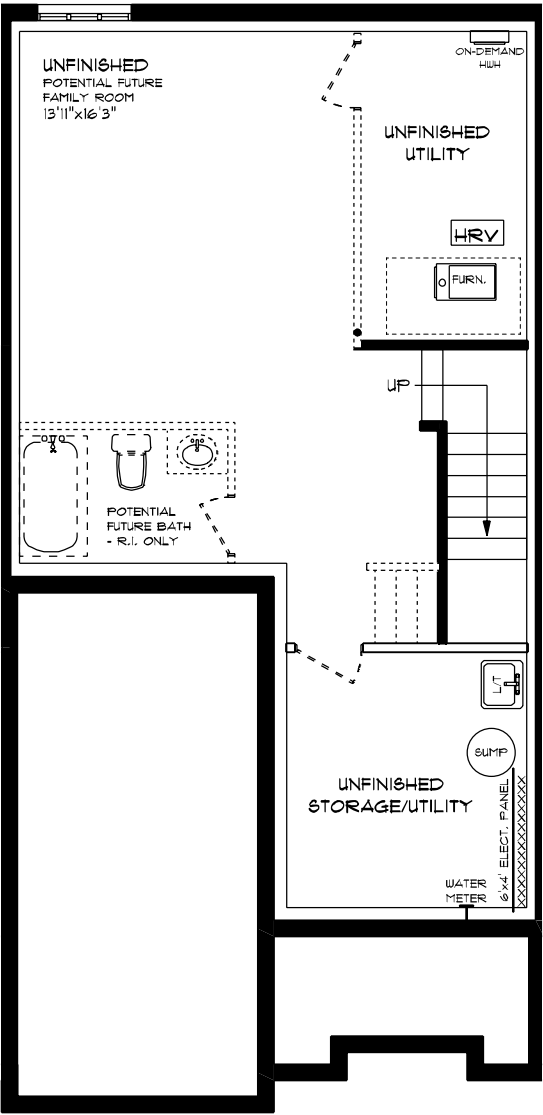 UNFINISHED
POTENTIAL FUTURE
FAMILY ROOM
13'11"x16'3"
ON-DEMAND
HWH
UNFINISHED
UTILITY
HRV
FURN.
UP
POTENTIAL
FUTURE BATH
- R.I. ONLY
L/T
SUMP
UNFINISHED
STORAGE/UTILITY
6'x4' ELECT. PANEL
WATER
METER